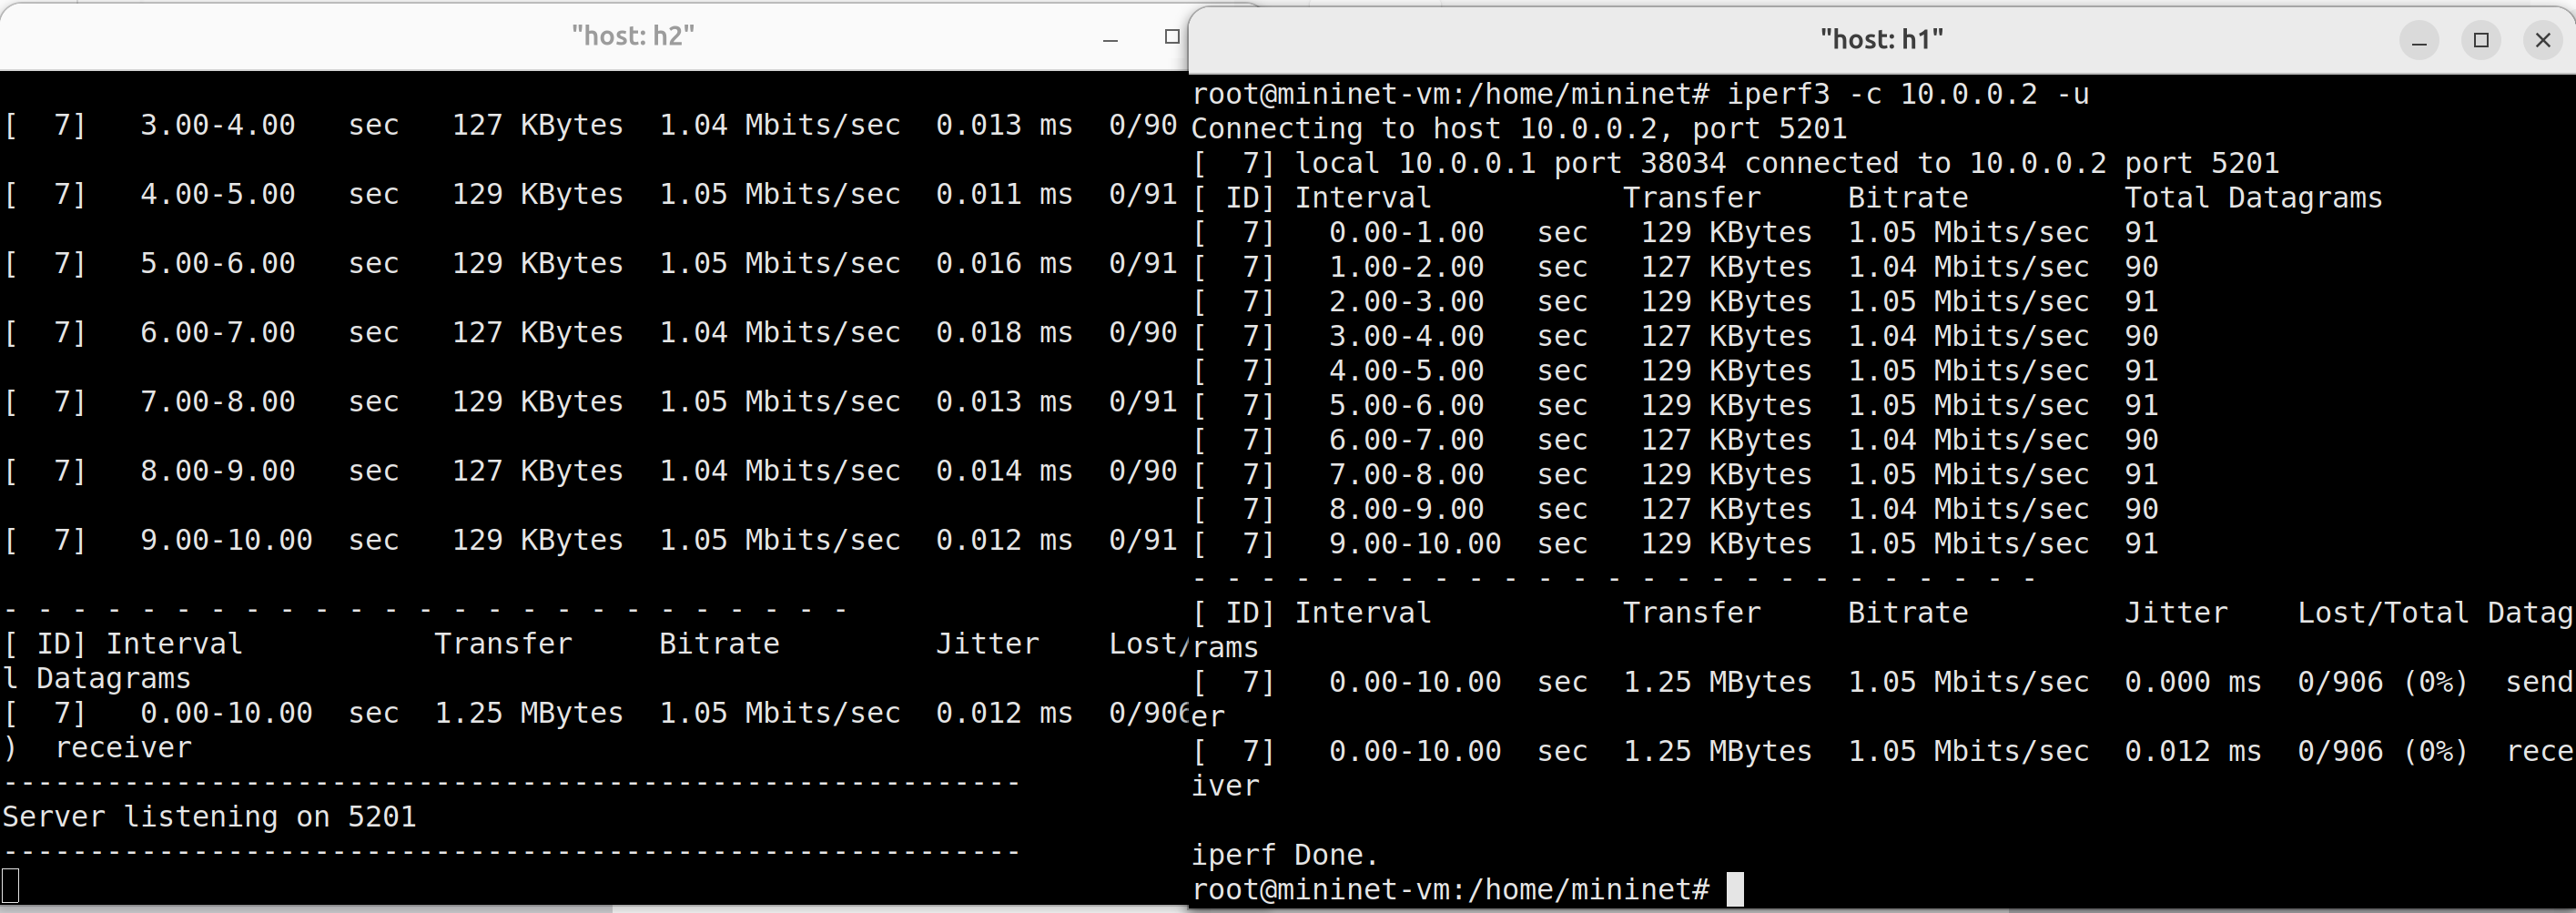 "host: h2"
[  7]   3.00-4.00   sec   127 KBytes  1.04 Mbits/sec  0.013 ms  0/90
[  7]   4.00-5.00   sec   129 KBytes  1.05 Mbits/sec  0.011 ms  0/91
[  7]   5.00-6.00   sec   129 KBytes  1.05 Mbits/sec  0.016 ms  0/91
[  7]   6.00-7.00   sec   127 KBytes  1.04 Mbits/sec  0.018 ms  0/90
[  7]   7.00-8.00   sec   129 KBytes  1.05 Mbits/sec  0.013 ms  0/91
[  7]   8.00-9.00   sec   127 KBytes  1.04 Mbits/sec  0.014 ms  0/90
[  7]   9.00-10.00  sec   129 KBytes  1.05 Mbits/sec  0.012 ms  0/91
- - - - - - - - - - - - - - - - - - - - - - - - -
[ ID] Interval           Transfer     Bitrate         Jitter    Lost/
l Datagrams
[  7]   0.00-10.00  sec  1.25 MBytes  1.05 Mbits/sec  0.012 ms  0/906
)  receiver
-----------------------------------------------------------
Server listening on 5201
-----------------------------------------------------------
"host: h1"
root@mininet-vm:/home/mininet# iperf3 -c 10.0.0.2 -u
Connecting to host 10.0.0.2, port 5201
[  7] local 10.0.0.1 port 38034 connected to 10.0.0.2 port 5201
[ ID] Interval           Transfer     Bitrate         Total Datagrams
[  7]   0.00-1.00   sec   129 KBytes  1.05 Mbits/sec  91
[  7]   1.00-2.00   sec   127 KBytes  1.04 Mbits/sec  90
[  7]   2.00-3.00   sec   129 KBytes  1.05 Mbits/sec  91
[  7]   3.00-4.00   sec   127 KBytes  1.04 Mbits/sec  90
[  7]   4.00-5.00   sec   129 KBytes  1.05 Mbits/sec  91
[  7]   5.00-6.00   sec   129 KBytes  1.05 Mbits/sec  91
[  7]   6.00-7.00   sec   127 KBytes  1.04 Mbits/sec  90
[  7]   7.00-8.00   sec   129 KBytes  1.05 Mbits/sec  91
[  7]   8.00-9.00   sec   127 KBytes  1.04 Mbits/sec  90
[  7]   9.00-10.00  sec   129 KBytes  1.05 Mbits/sec  91
- - - - - - - - - - - - - - - - - - - - - - - - -
[ ID] Interval           Transfer     Bitrate         Jitter    Lost/Total Datag
rams
[  7]   0.00-10.00  sec  1.25 MBytes  1.05 Mbits/sec  0.000 ms  0/906 (0%)  send
er
[  7]   0.00-10.00  sec  1.25 MBytes  1.05 Mbits/sec  0.012 ms  0/906 (0%)  rece
iver
iperf Done.
root@mininet-vm:/home/mininet#